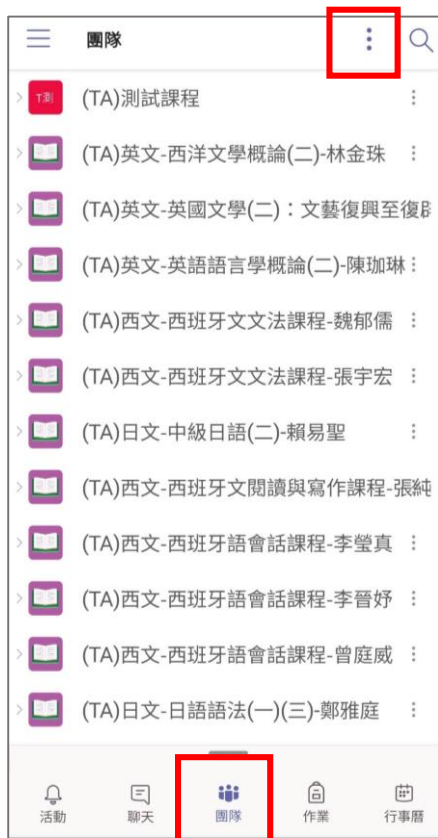 團隊
T測
(TA)測試課程
(TA)英文-西洋文學概論(二)-林金珠
(TA)英文-英國文學(二)：文藝復興至復辟
(TA)英文-英語語言學概論(二)-陳珈琳
(TA)西文-西班牙文文法課程-魏郁儒
(TA)西文-西班牙文文法課程-張宇宏
(TA)日文-中級日語(二)-賴易聖
(TA)西文-西班牙文閱讀與寫作課程-張純
(TA)西文-西班牙語會話課程-李瑩真
(TA)西文-西班牙語會話課程-李晉妤
(TA)西文-西班牙語會話課程-曾庭威
(TA)日文-日語語法(一)(三)-鄭雅庭
活動
聊天
團隊
作業
行事曆